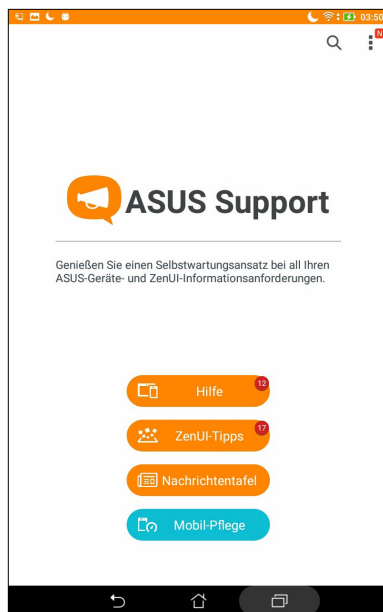 03:50
N
ASUS Support
Genießen Sie einen Selbstwartungsansatz bei all Ihren
ASUS-Geräte- und ZenUI-Informationsanforderungen.
Hilfe
12
ZenUI-Tipps
17
Nachrichtentafel
Mobil-Pflege